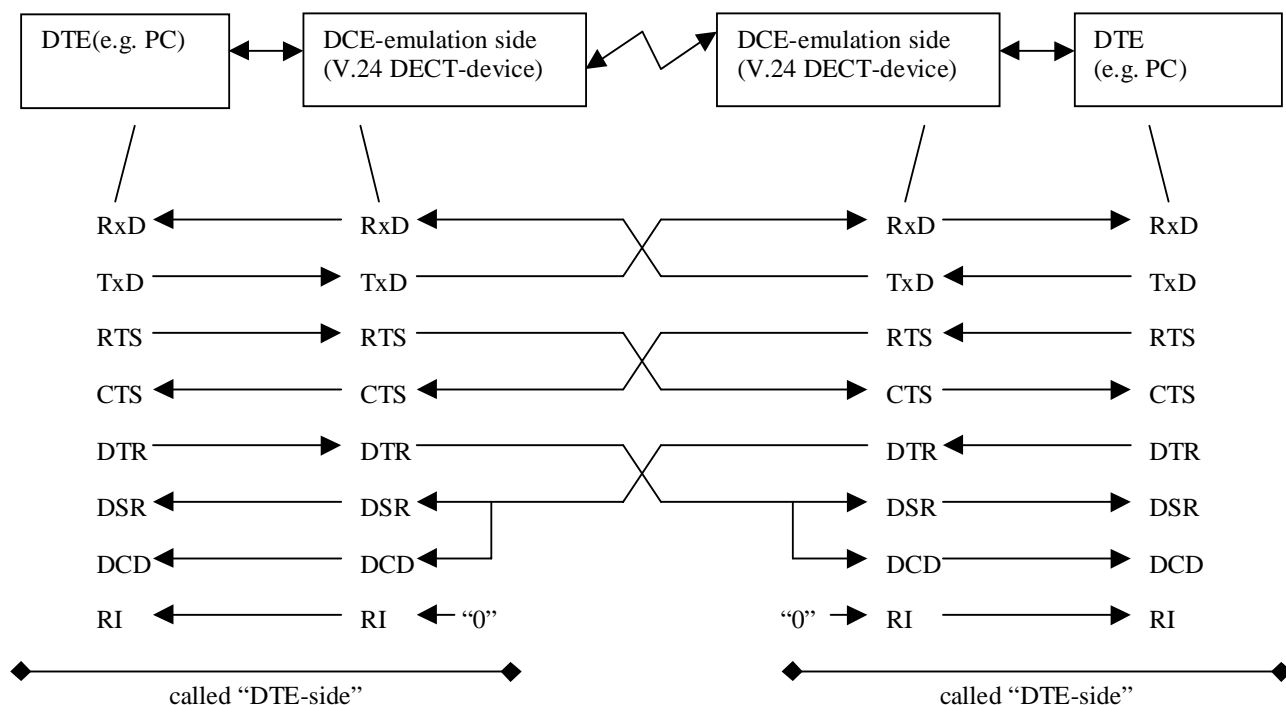 DTE(e.g. PC) DCE-emulation side DCE-emulation side DTE
(V.24 DECT-device) (V.24 DECT-device) (e.g. PC)
RxD RxD RxD RxD
TxD TxD TxD TxD
RTS RTS RTS RTS
CTS CTS CTS CTS
DTR DTR DTR DTR
DSR DSR DSR DSR
DCD DCD DCD DCD
RI RI “0” “0” RI RI
called “DTE-side” called “DTE-side”